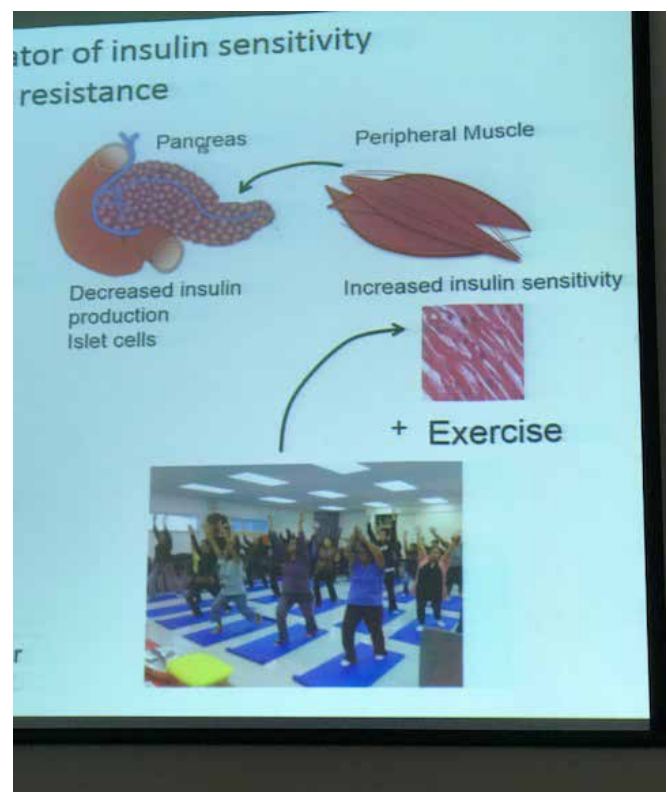 ator of insulin sensitivity
resistance
Pancreas
Peripheral Muscle
Decreased insulin
production
Islet cells
Increased insulin sensitivity
+ Exercise
r